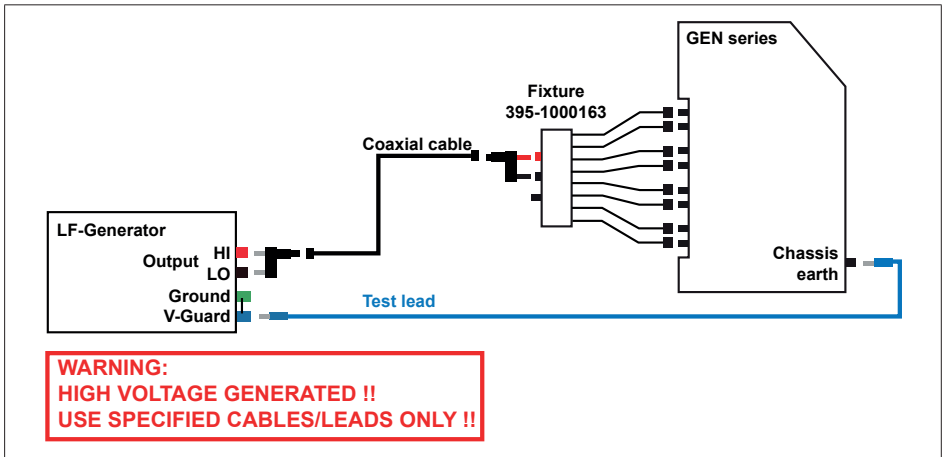 GEN series
Fixture
395-1000163
Coaxial cable
LF-Generator
Output
HI
LO
Ground
V-Guard
Chassis
earth
Test lead
WARNING:
HIGH VOLTAGE GENERATED !!
USE SPECIFIED CABLES/LEADS ONLY !!